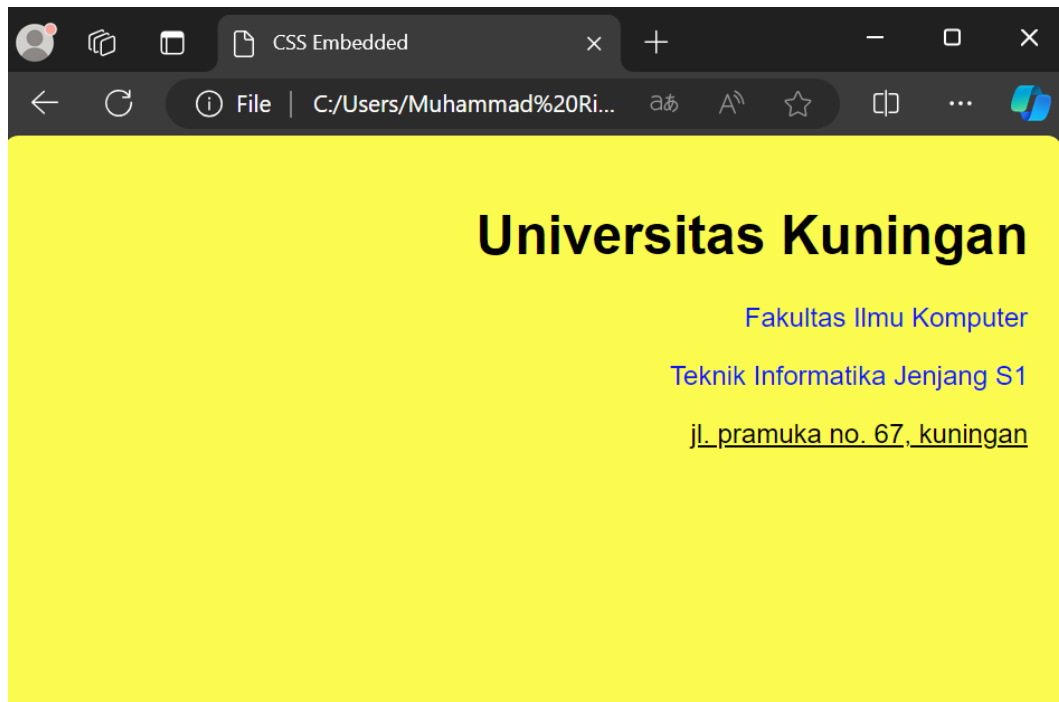 CSS Embedded
File | C:/Users/Muhammad%20Ri...
Universitas Kuningan
Fakultas Ilmu Komputer
Teknik Informatika Jenjang S1
jl. pramuka no. 67, kuningan